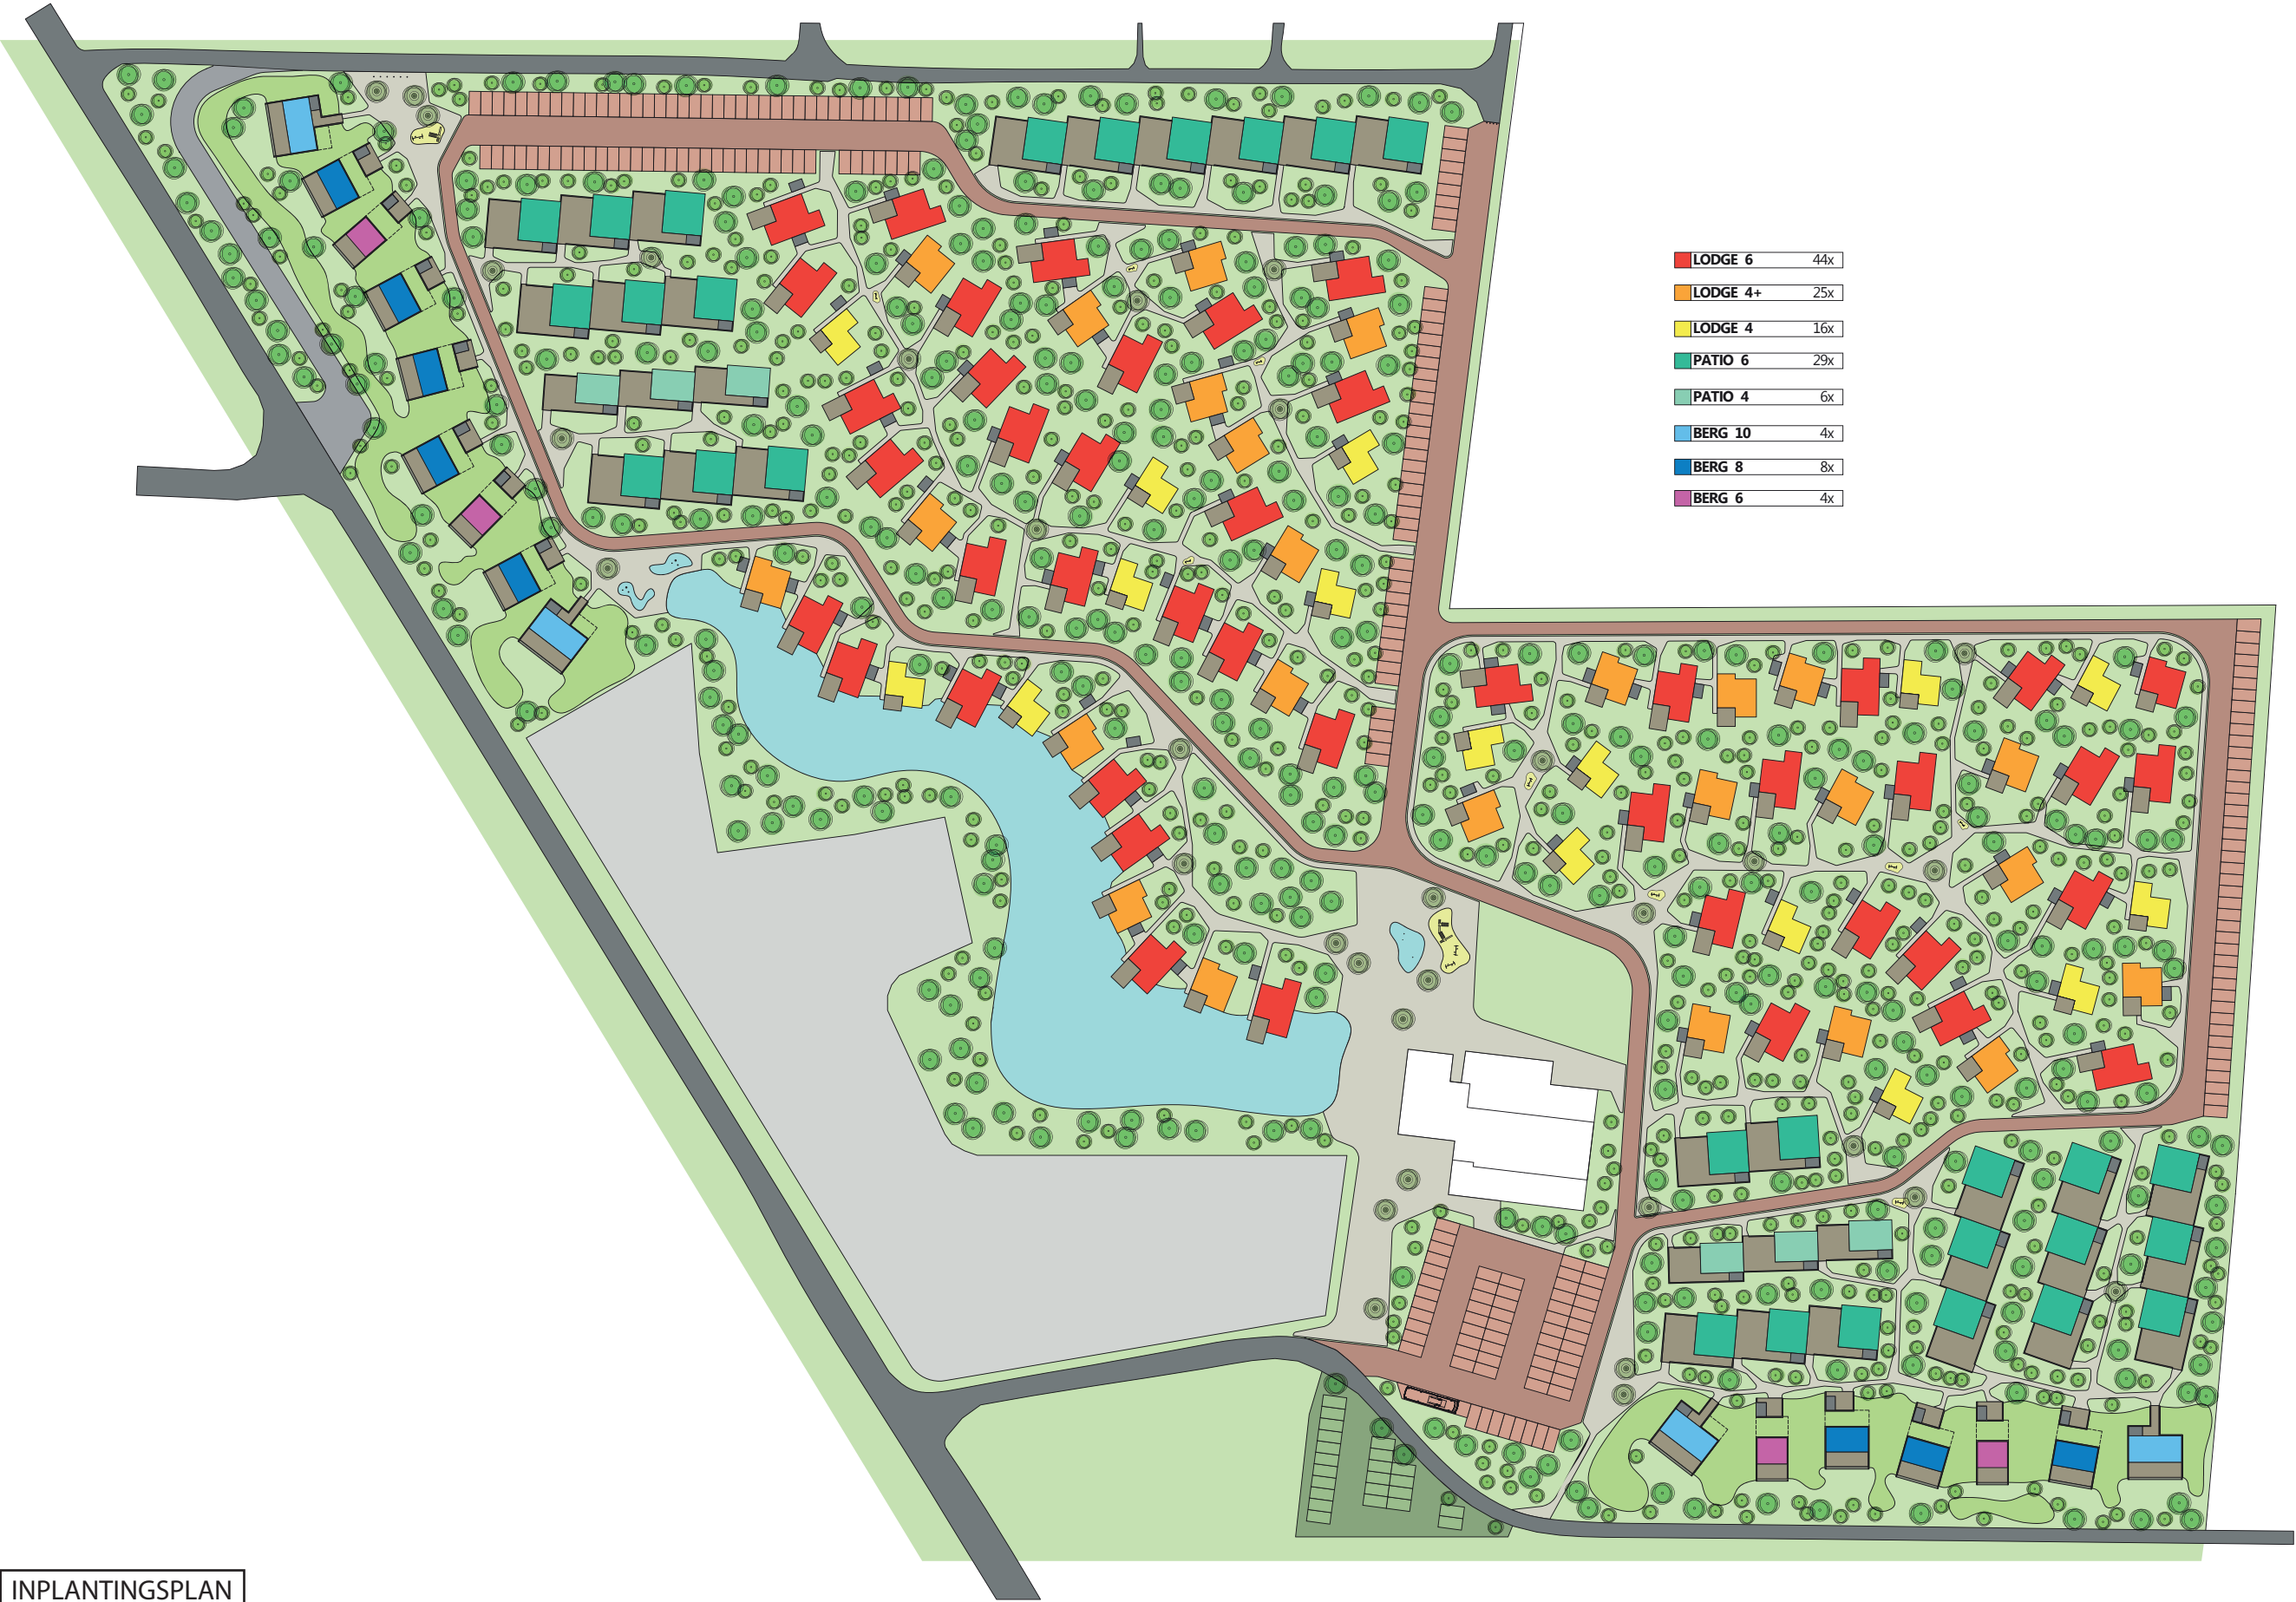 LODGE 6 44x
LODGE 4+ 25x
LODGE 4 16x
PATIO 6 29x
PATIO 4 6x
BERG 10 4x
BERG 8 8x
BERG 6 4x
INPLANTINGSPLAN